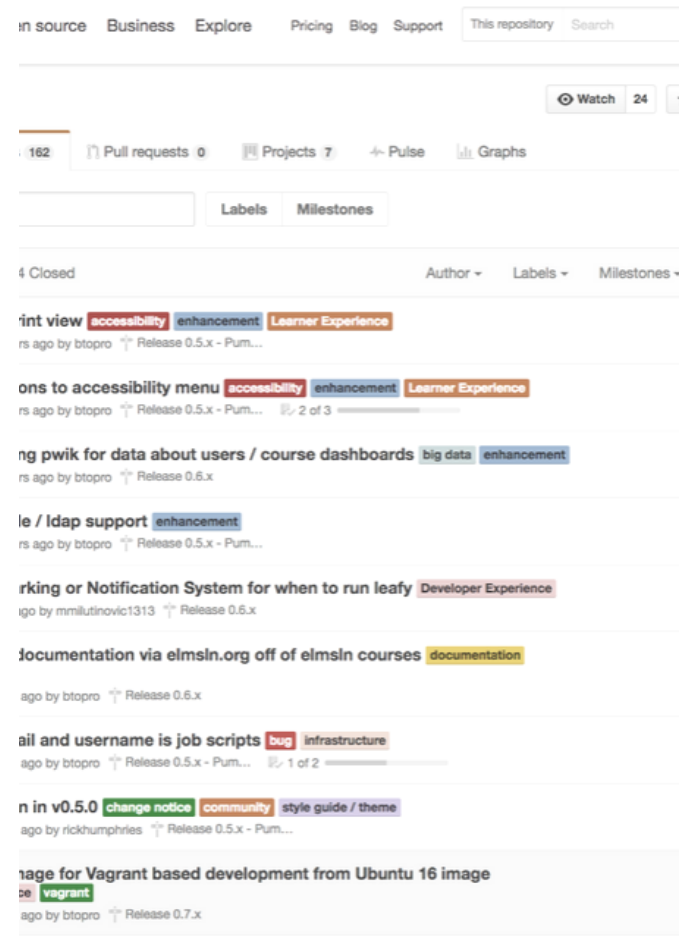 en source Business Explore Pricing Blog Support This repository Search
Watch 24
162 Pull requests 0 Projects 7 Pulse Graphs
Labels Milestones
4 Closed Author Labels Milestones
rint view accessibility enhancement Learner Experience
rs ago by btopro Release 0.5.x - Pum...
ons to accessibility menu accessibility enhancement Learner Experience
rs ago by btopro Release 0.5.x - Pum... 2 of 3
ng pwik for data about users / course dashboards big data enhancement
rs ago by btopro Release 0.6.x
le / ldap support enhancement
rs ago by btopro Release 0.5.x - Pum...
rking or Notification System for when to run leafy Developer Experience
ago by mmilutinovic1313 Release 0.6.x
documentation via elmsln.org off of elmsln courses documentation
ago by btopro Release 0.6.x
ail and username is job scripts bug infrastructure
ago by btopro Release 0.5.x - Pum... 1 of 2
n in v0.5.0 change notice community style guide / theme
ago by rickhumphries Release 0.5.x - Pum...
nage for Vagrant based development from Ubuntu 16 image
ce vagrant
ago by btopro Release 0.7.x